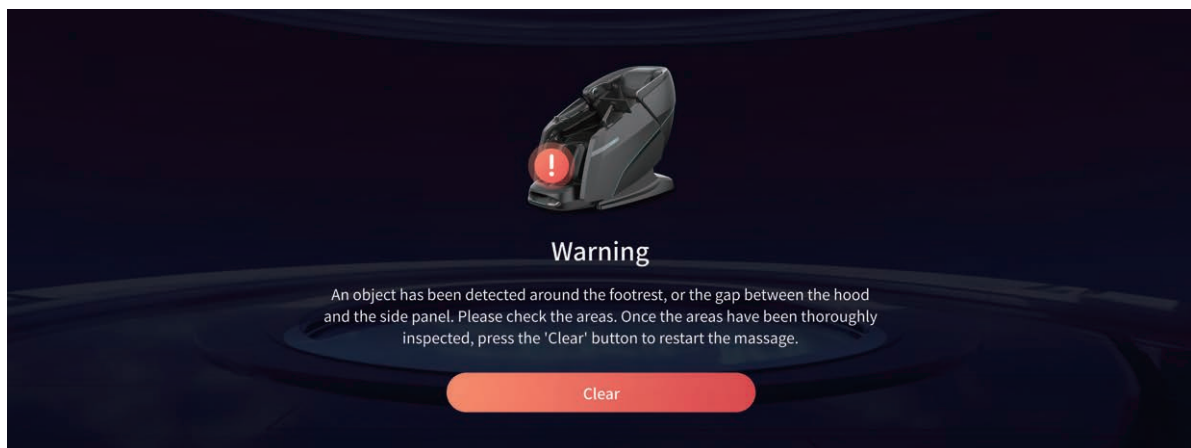 !
Warning
An object has been detected around the footrest, or the gap between the hood
and the side panel. Please check the areas. Once the areas have been thoroughly
inspected, press the 'Clear' button to restart the massage.
Clear